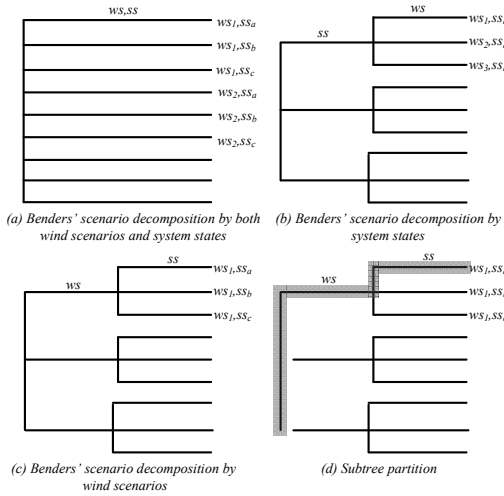 ws,ss
ws1,ssa
ws1,ssb
ws1,ssc
ws2,ssa
ws2,ssb
ws2,ssc
(a) Benders' scenario decomposition by both
wind scenarios and system states
ws
ss
ws1,ss
ws2,ss
ws3,ss
(b) Benders' scenario decomposition by
system states
ss
ws
ws1,ssa
ws1,ssb
ws1,ssc
(c) Benders' scenario decomposition by
wind scenarios
ss
ws
ws1,ss
ws1,ss
ws1,ss
(d) Subtree partition